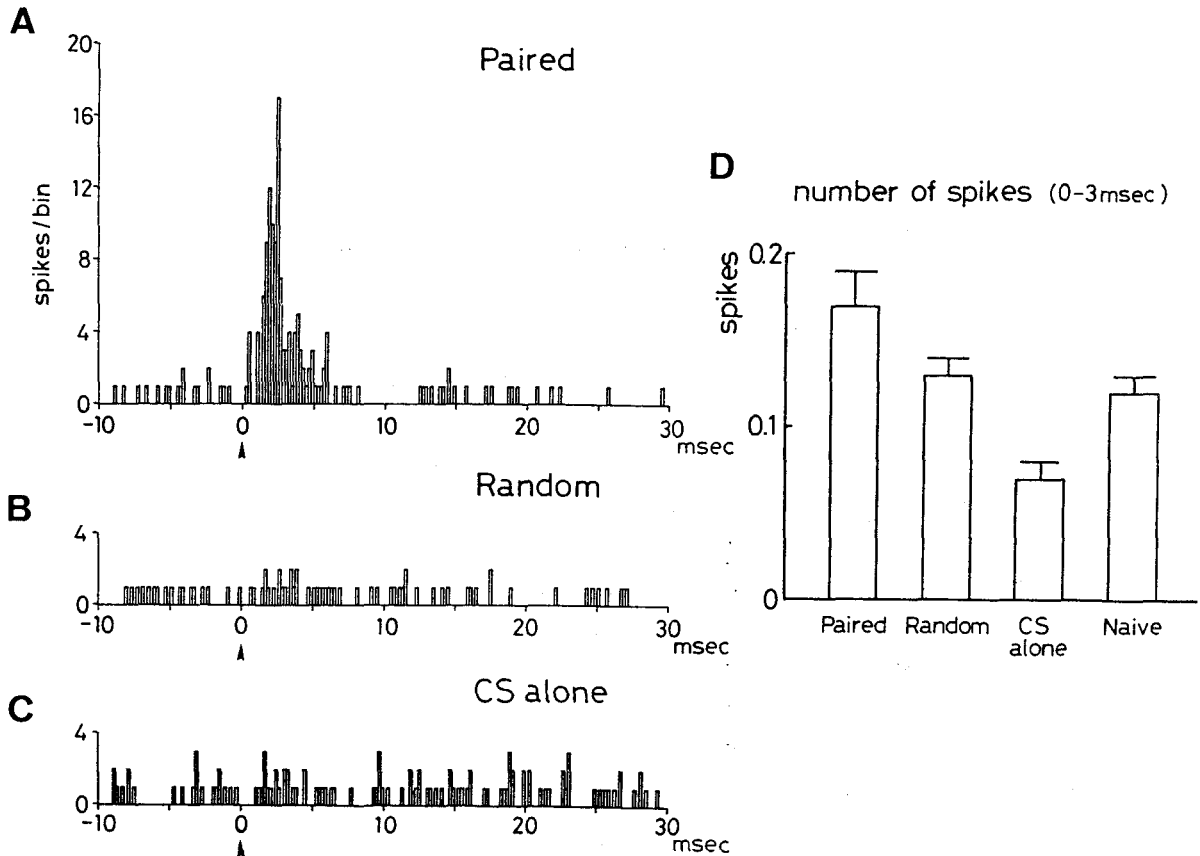 A
Paired
spikes/bin
20
16
12
8
4
0
-10 0 10 20 30
msec
B
Random
4
0
-10 0 10 20 30
msec
C
CS alone
4
0
-10 0 10 20 30
msec
D
number of spikes (0-3msec)
spikes
0.2
0.1
0
Paired Random CS alone Naive